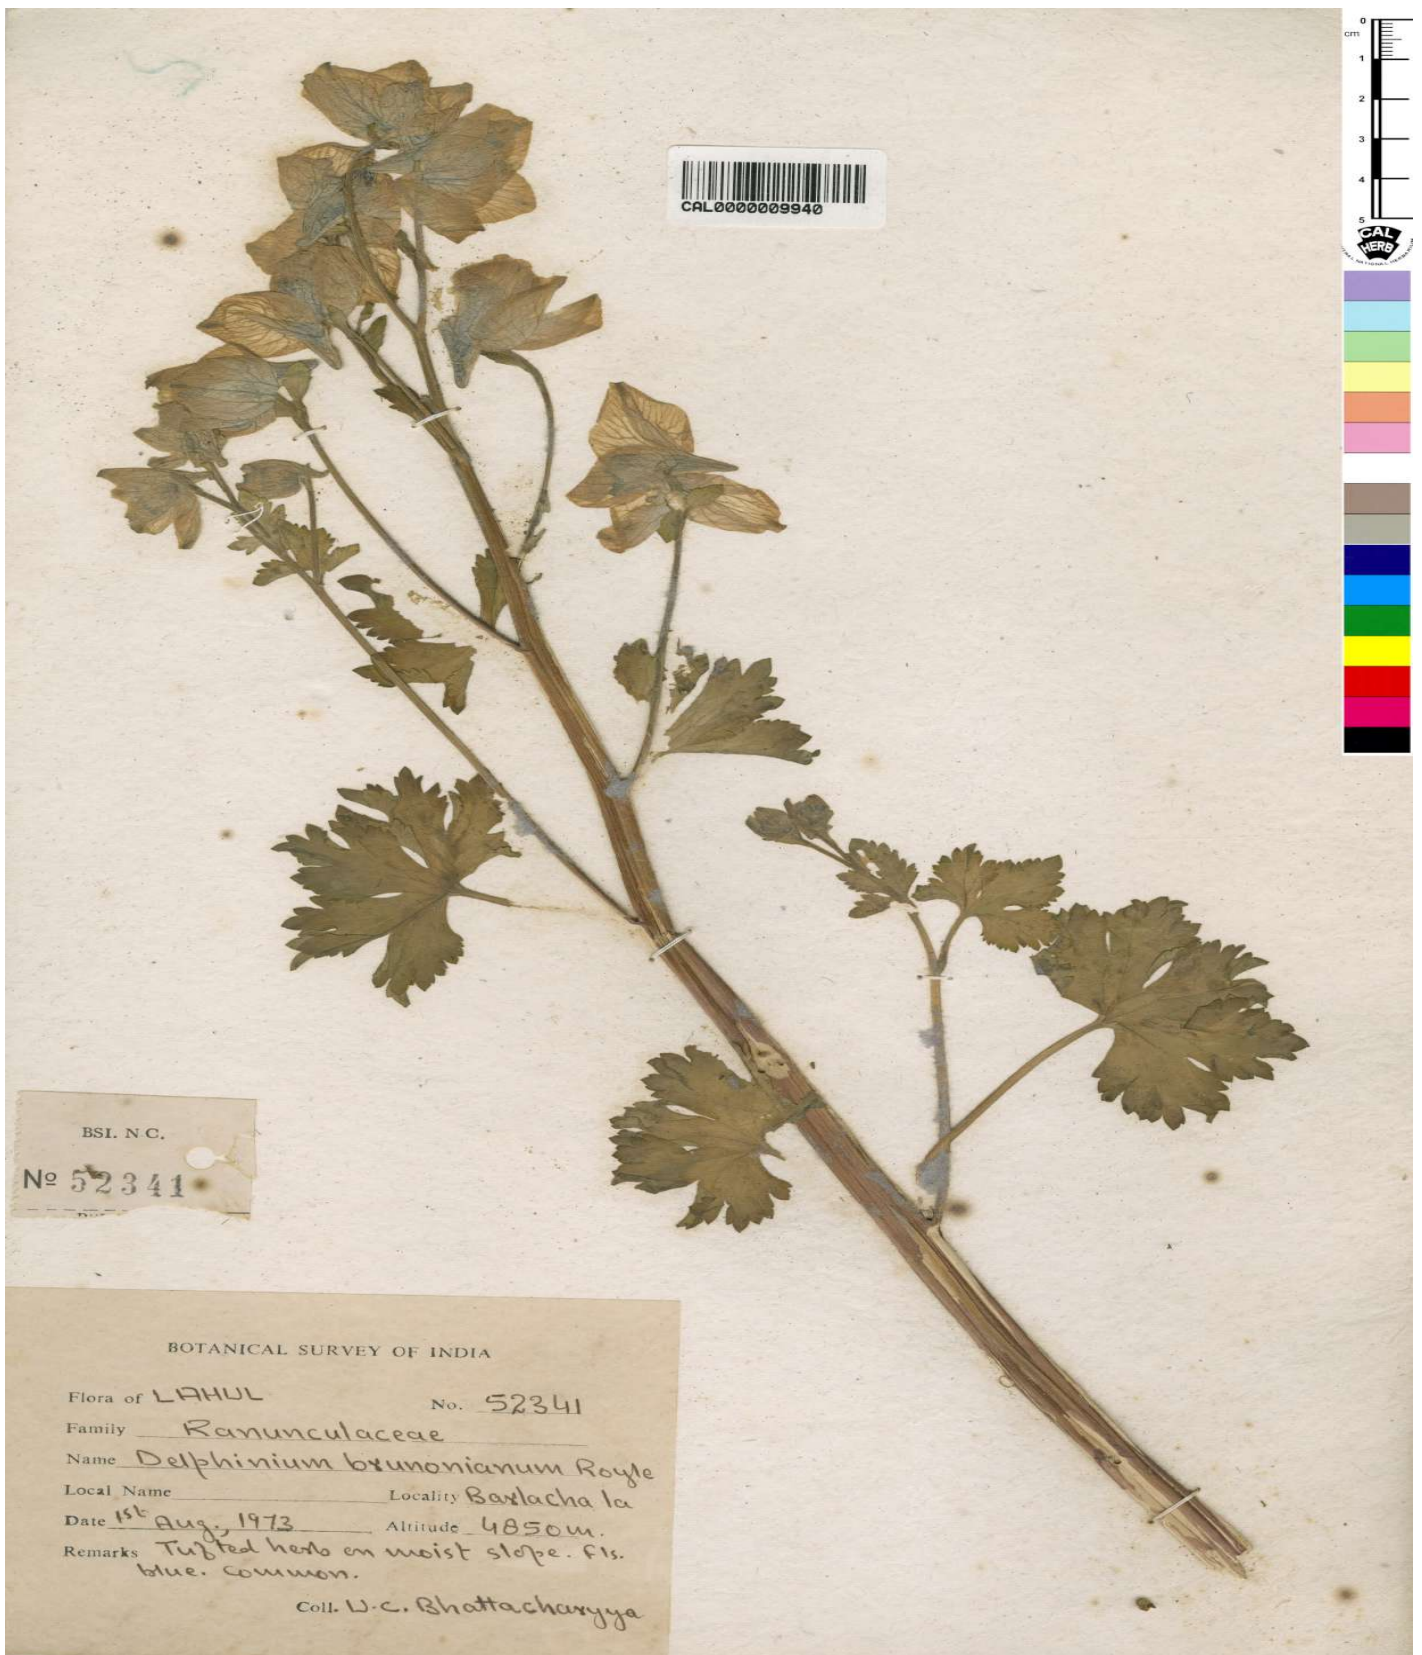 0
cm
1
2
3
4
5
CAL
HERB
CAL0000009940
BSI. N.C.
No 52341
BOTANICAL SURVEY OF INDIA
Flora of LAHUL No. 52341
Family Ranunculaceae
Name Delphinium brunonianum Royle
Local Name Locality Barlacha la
Date 1st Aug., 1973 Altitude 4850m.
Remarks Tufted herb on moist slope. Fls.
blue. Common.
Coll. U.C. Bhattacharyya